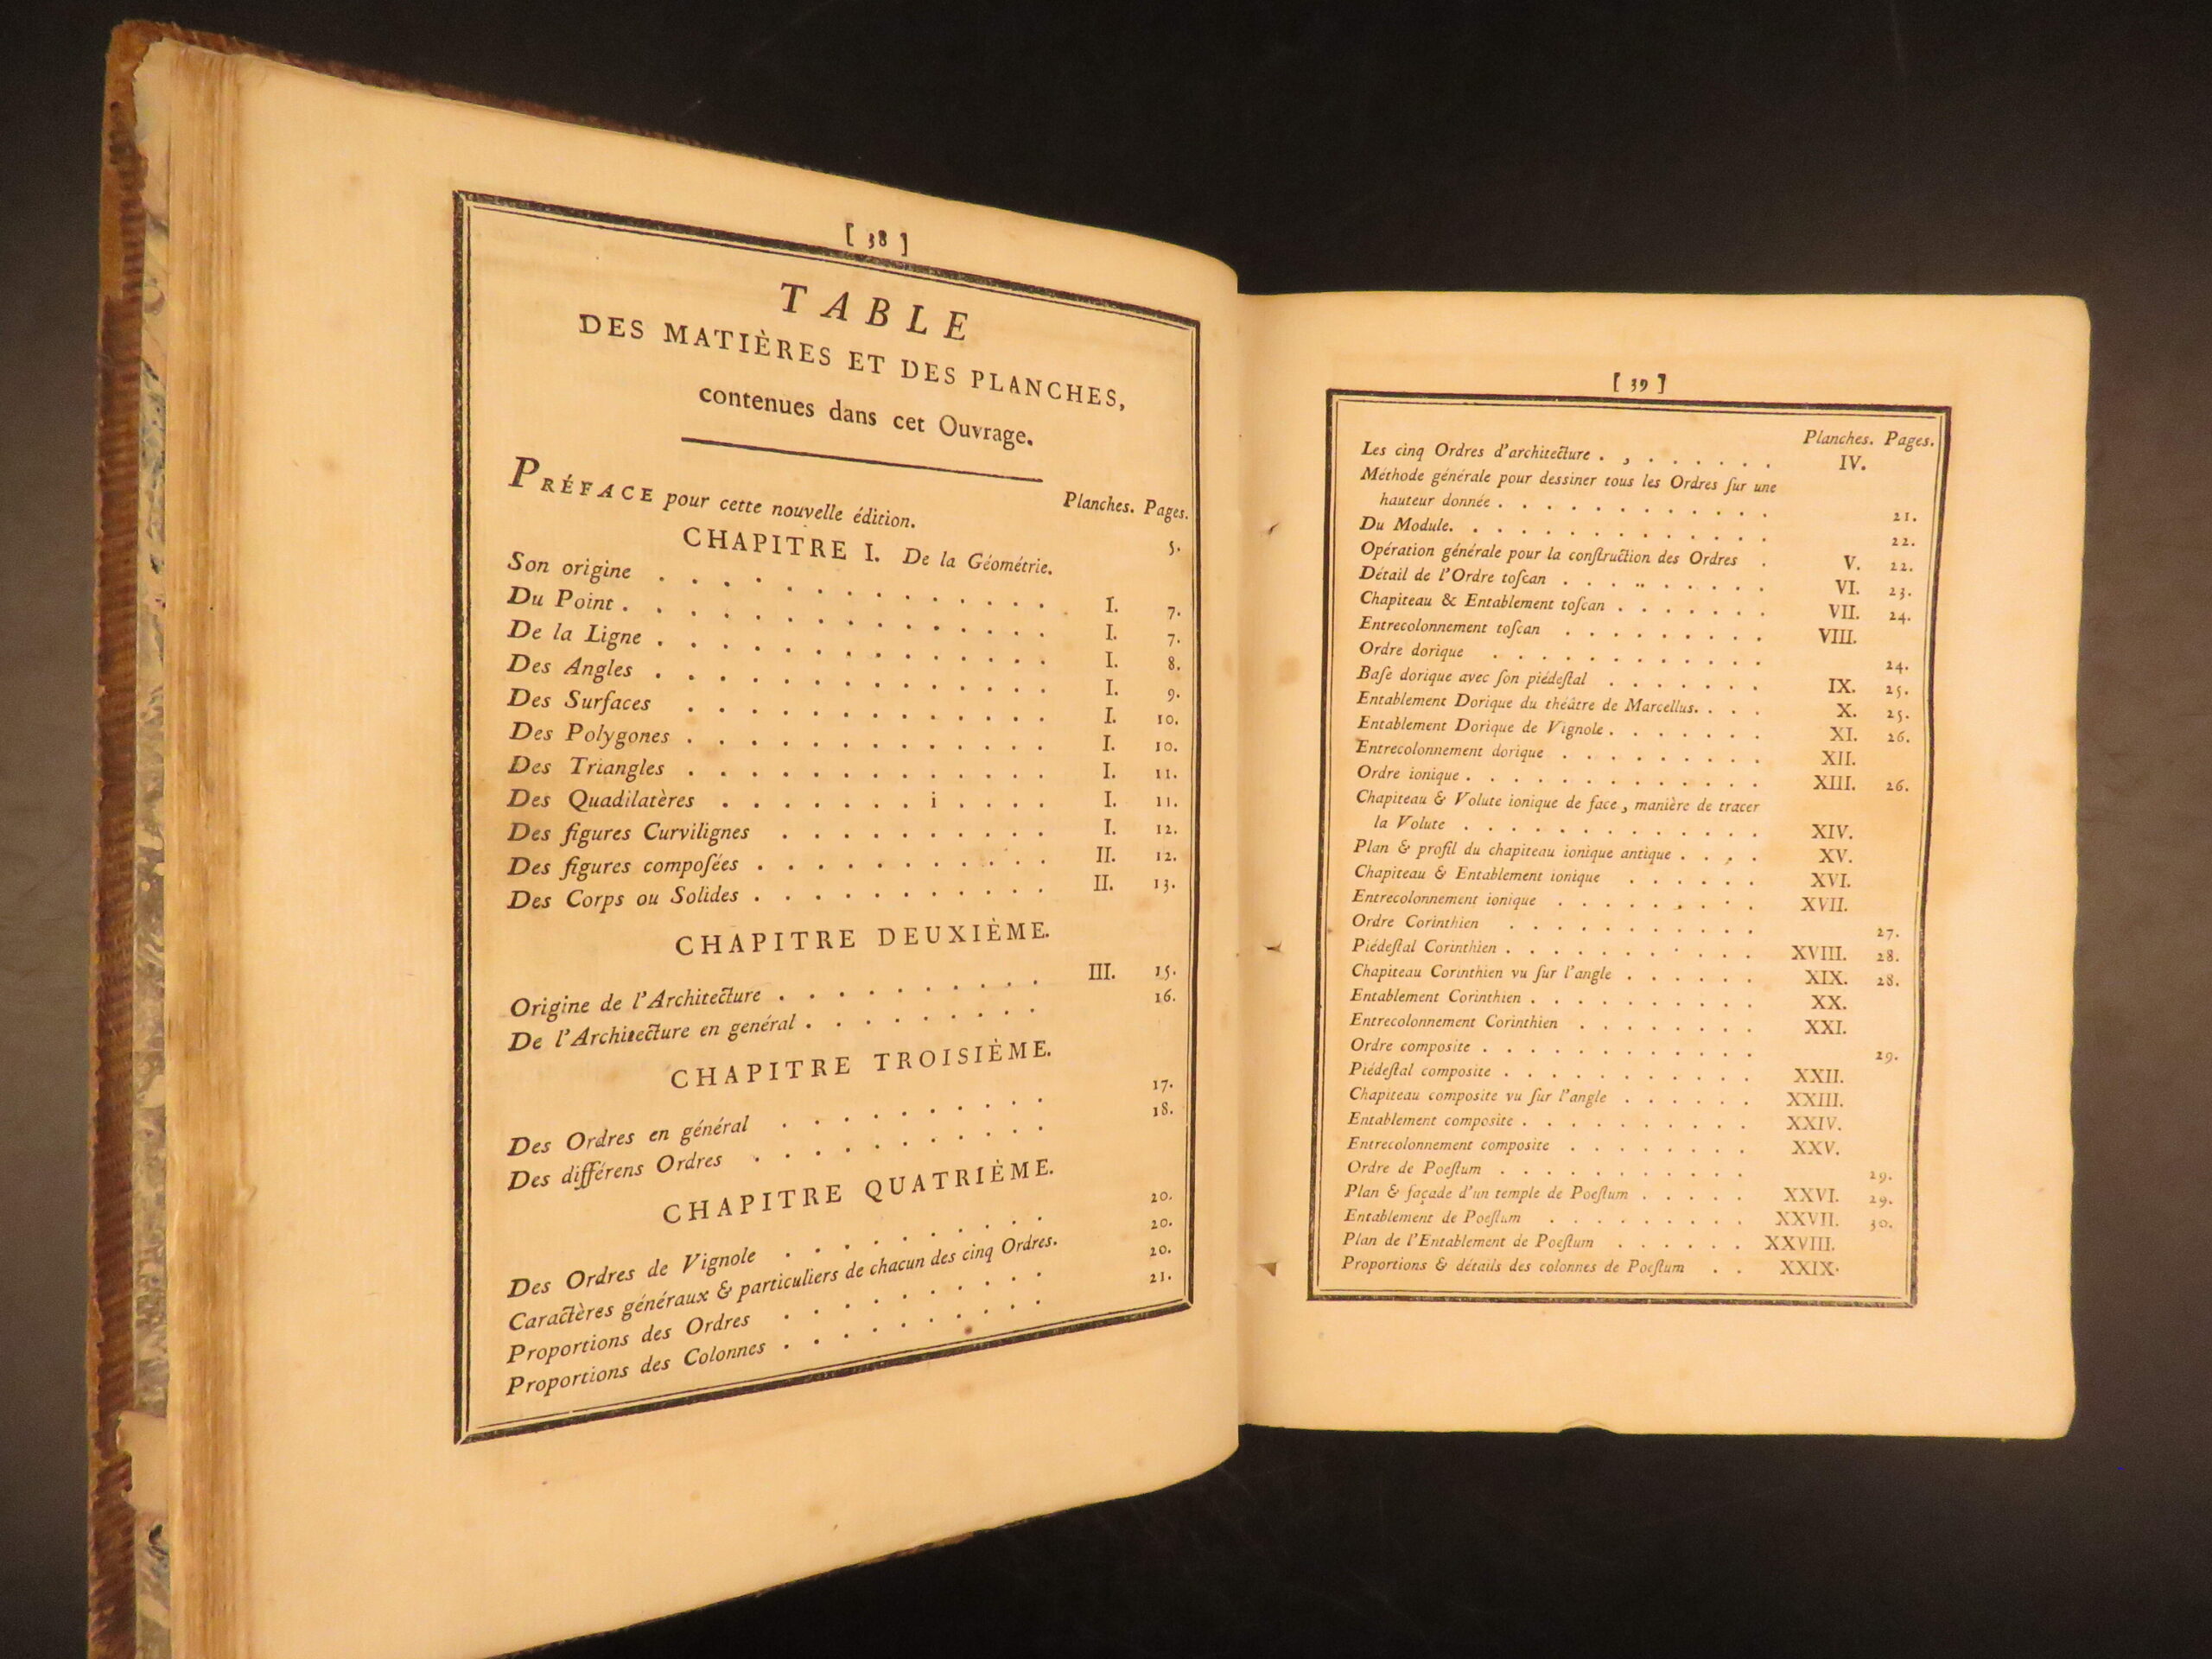 [ 38 ]
TABLE
DES MATIÈRES ET DES PLANCHES,
contenues dans cet Ouvrage.
Planches. Pages.
PRÉFACE pour cette nouvelle édition. 5.
CHAPITRE I. De la Géométrie.
Son origine . . . . . . . . . . . . . I. 7.
Du Point . . . . . . . . . . . . . . I. 7.
De la Ligne . . . . . . . . . . . . . I. 8.
Des Angles . . . . . . . . . . . . . I. 9.
Des Surfaces . . . . . . . . . . . . I. 10.
Des Polygones . . . . . . . . . . . . I. 10.
Des Triangles . . . . . . . . . . . . I. 11.
Des Quadilatères . . . . . . . i . . . . I. 11.
Des figures Curvilignes . . . . . . . . . I. 12.
Des figures compoſées . . . . . . . . . . II. 12.
Des Corps ou Solides . . . . . . . . . . II. 13.
CHAPITRE DEUXIÈME.
Origine de l'Architecture . . . . . . . . . III. 15.
De l'Architecture en genéral . . . . . . . . 16.
CHAPITRE TROISIÈME.
Des Ordres en général . . . . . . . . . . 17.
Des différens Ordres . . . . . . . . . . 18.
CHAPITRE QUATRIÈME.
Des Ordres de Vignole . . . . . . . . . . 20.
Caractères généraux & particuliers de chacun des cinq Ordres. 20.
Proportions des Ordres . . . . . . . . . 20.
Proportions des Colonnes . . . . . . . . . 21.
[ 39 ]
Planches. Pages.
Les cinq Ordres d'architecture . , . . . . . . IV.
Méthode générale pour dessiner tous les Ordres ſur une
hauteur donnée . . . . . . . . . . . . 21.
Du Module. . . . . . . . . . . . . . 22.
Opération générale pour la conſtruction des Ordres . V. 22.
Détail de l'Ordre toſcan . . . . . . . . . VI. 23.
Chapiteau & Entablement toſcan . . . . . . . VII. 24.
Entrecolonnement toſcan . . . . . . . . . VIII.
Ordre dorique . . . . . . . . . . . . 24.
Baſe dorique avec ſon piédeſtal . . . . . . . IX. 25.
Entablement Dorique du théâtre de Marcellus. . . . X. 25.
Entablement Dorique de Vignole . . . . . . . XI. 26.
Entrecolonnement dorique . . . . . . . . . XII.
Ordre ionique . . . . . . . . . . . . . XIII. 26.
Chapiteau & Volute ionique de face, manière de tracer
la Volute . . . . . . . . . . . . . XIV.
Plan & profil du chapiteau ionique antique . . . . XV.
Chapiteau & Entablement ionique . . . . . . XVI.
Entrecolonnement ionique . . . . . . . . . XVII.
Ordre Corinthien . . . . . . . . . . . 27.
Piédeſtal Corinthien . . . . . . . . . . . XVIII. 28.
Chapiteau Corinthien vu ſur l'angle . . . . . . XIX. 28.
Entablement Corinthien . . . . . . . . . . XX.
Entrecolonnement Corinthien . . . . . . . . XXI.
Ordre composite . . . . . . . . . . . . 29.
Piédeſtal composite . . . . . . . . . . . XXII.
Chapiteau composite vu ſur l'angle . . . . . . XXIII.
Entablement composite . . . . . . . . . . XXIV.
Entrecolonnement composite . . . . . . . . XXV.
Ordre de Poeſtum . . . . . . . . . . . 29.
Plan & façade d'un temple de Poeſtum . . . . . XXVI. 29.
Entablement de Poeſtum . . . . . . . . . XXVII. 30.
Plan de l'Entablement de Poeſtum . . . . . . XXVIII.
Proportions & détails des colonnes de Poeſtum . . XXIX.